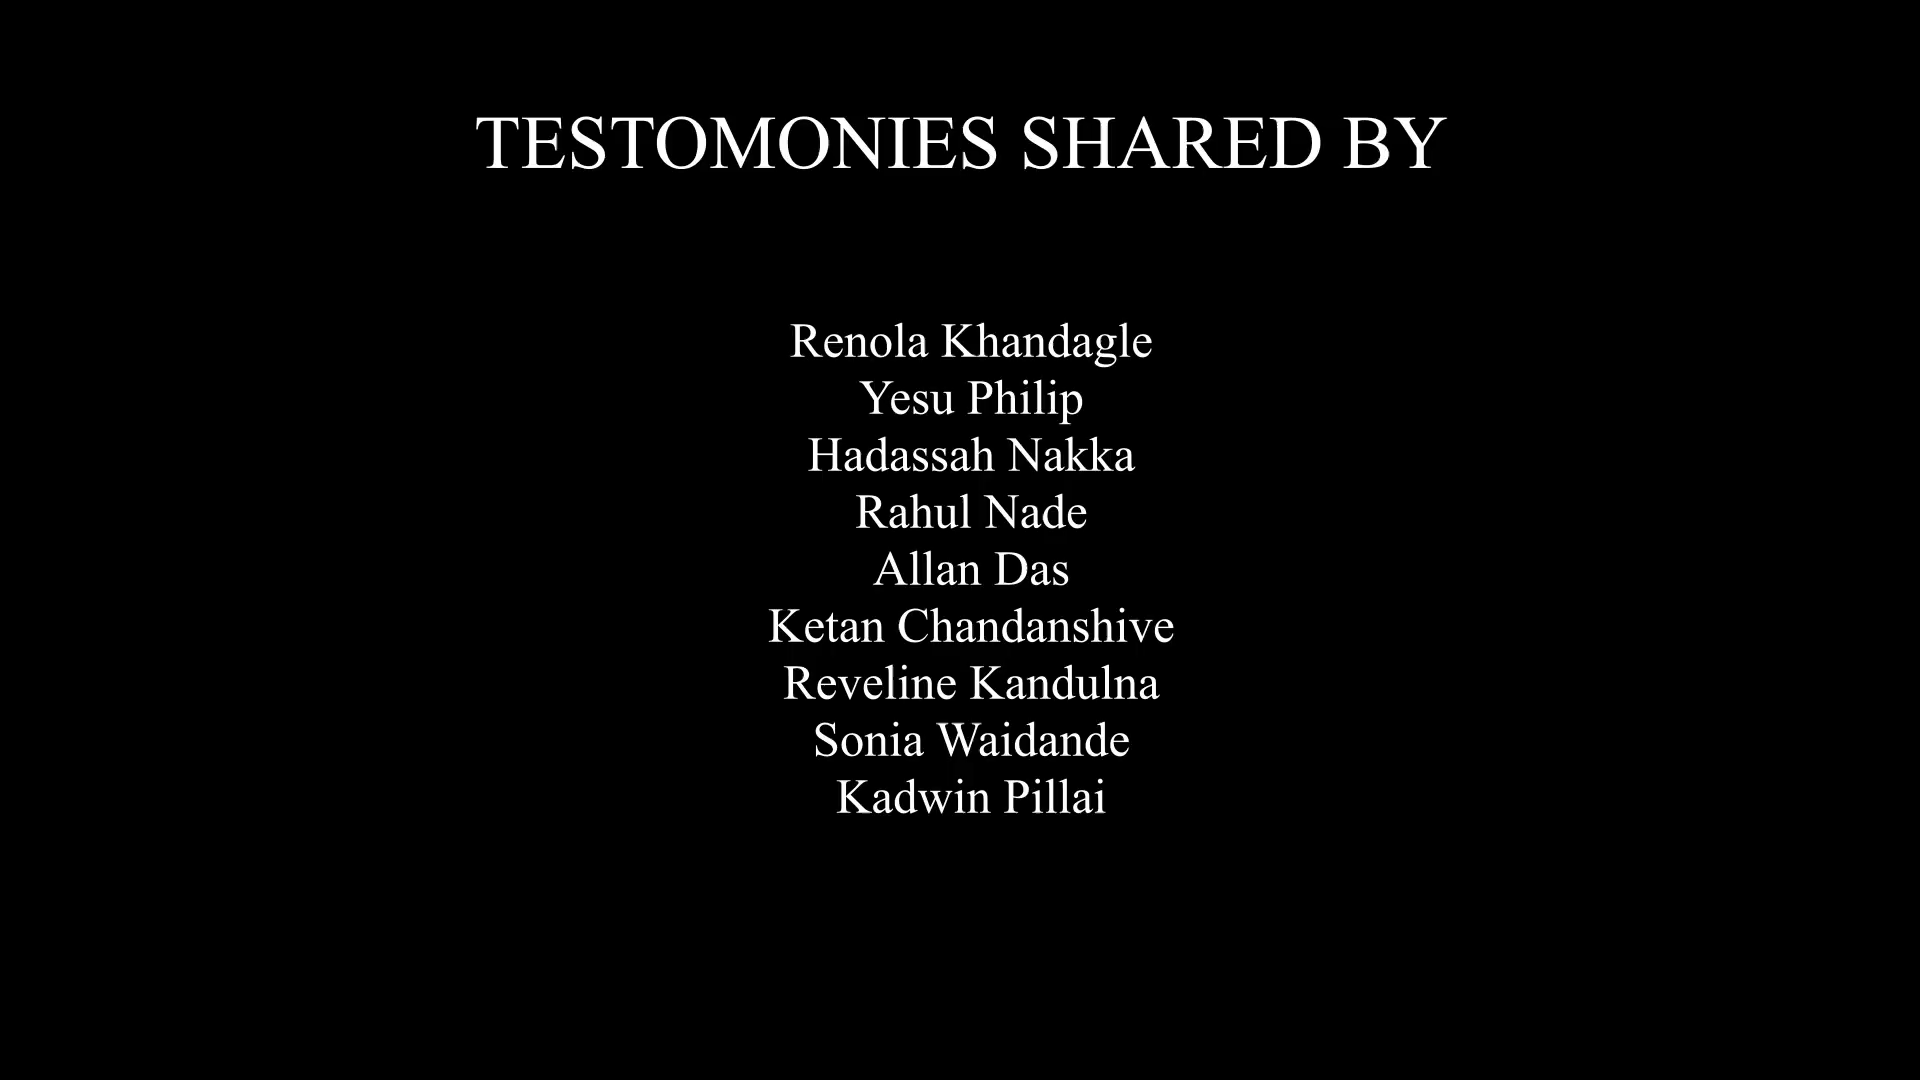 TESTOMONIES SHARED BY
Renola Khandagle
Yesu Philip
Hadassah Nakka
Rahul Nade
Allan Das
Ketan Chandanshive
Reveline Kandulna
Sonia Waidande
Kadwin Pillai